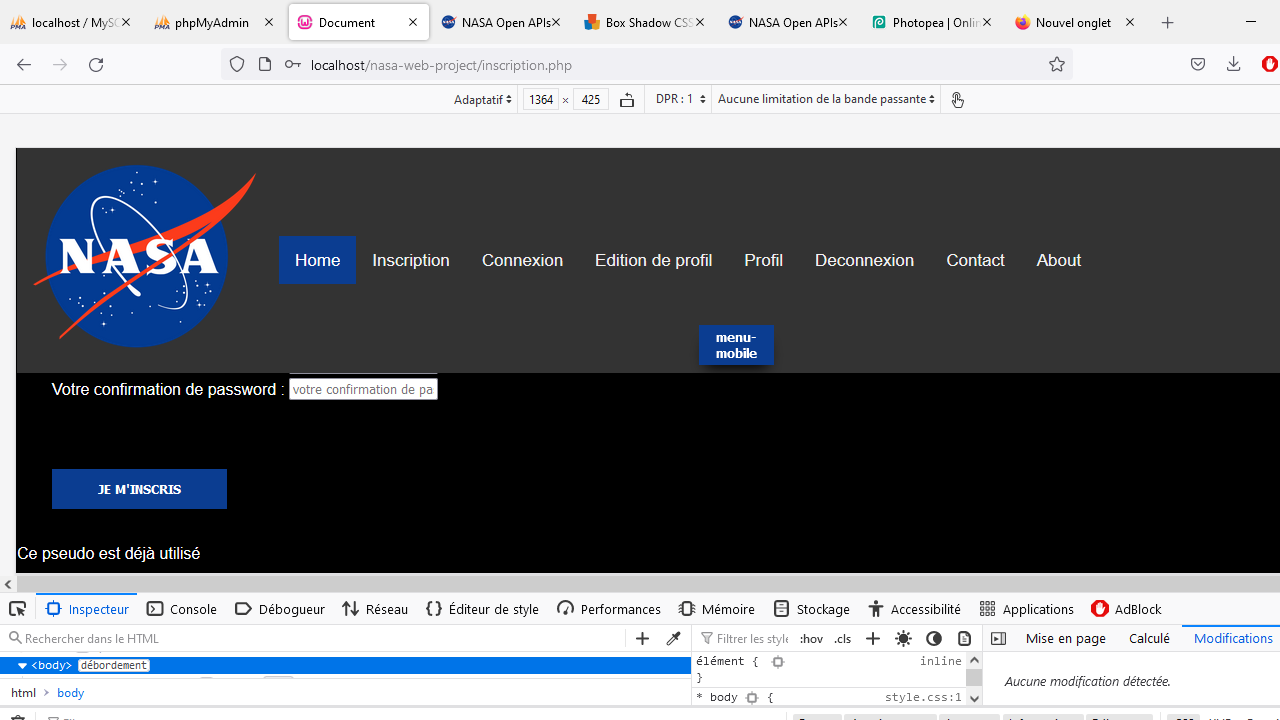 localhost / MySQ
phpMyAdmin
Document
NASA Open APIs
Box Shadow CSS
NASA Open APIs
Photopea | Onlin
Nouvel onglet
localhost/nasa-web-project/inscription.php
Adaptatif
1364 × 425
DPR : 1
Aucune limitation de la bande passante
NASA
Home
Inscription
Connexion
Edition de profil
Profil
Deconnexion
Contact
About
menu-
mobile
Votre confirmation de password :
votre confirmation de pa
JE M'INSCRIS
Ce pseudo est déjà utilisé
Inspecteur
Console
Débogueur
Réseau
Éditeur de style
Performances
Mémoire
Stockage
Accessibilité
Applications
AdBlock
Rechercher dans le HTML
Filtrer les style
:hov
.cls
Mise en page
Calculé
Modifications
<body>
débordement
élément {
inline
}
Aucune modification détectée.
html
body
* body
{
style.css:1